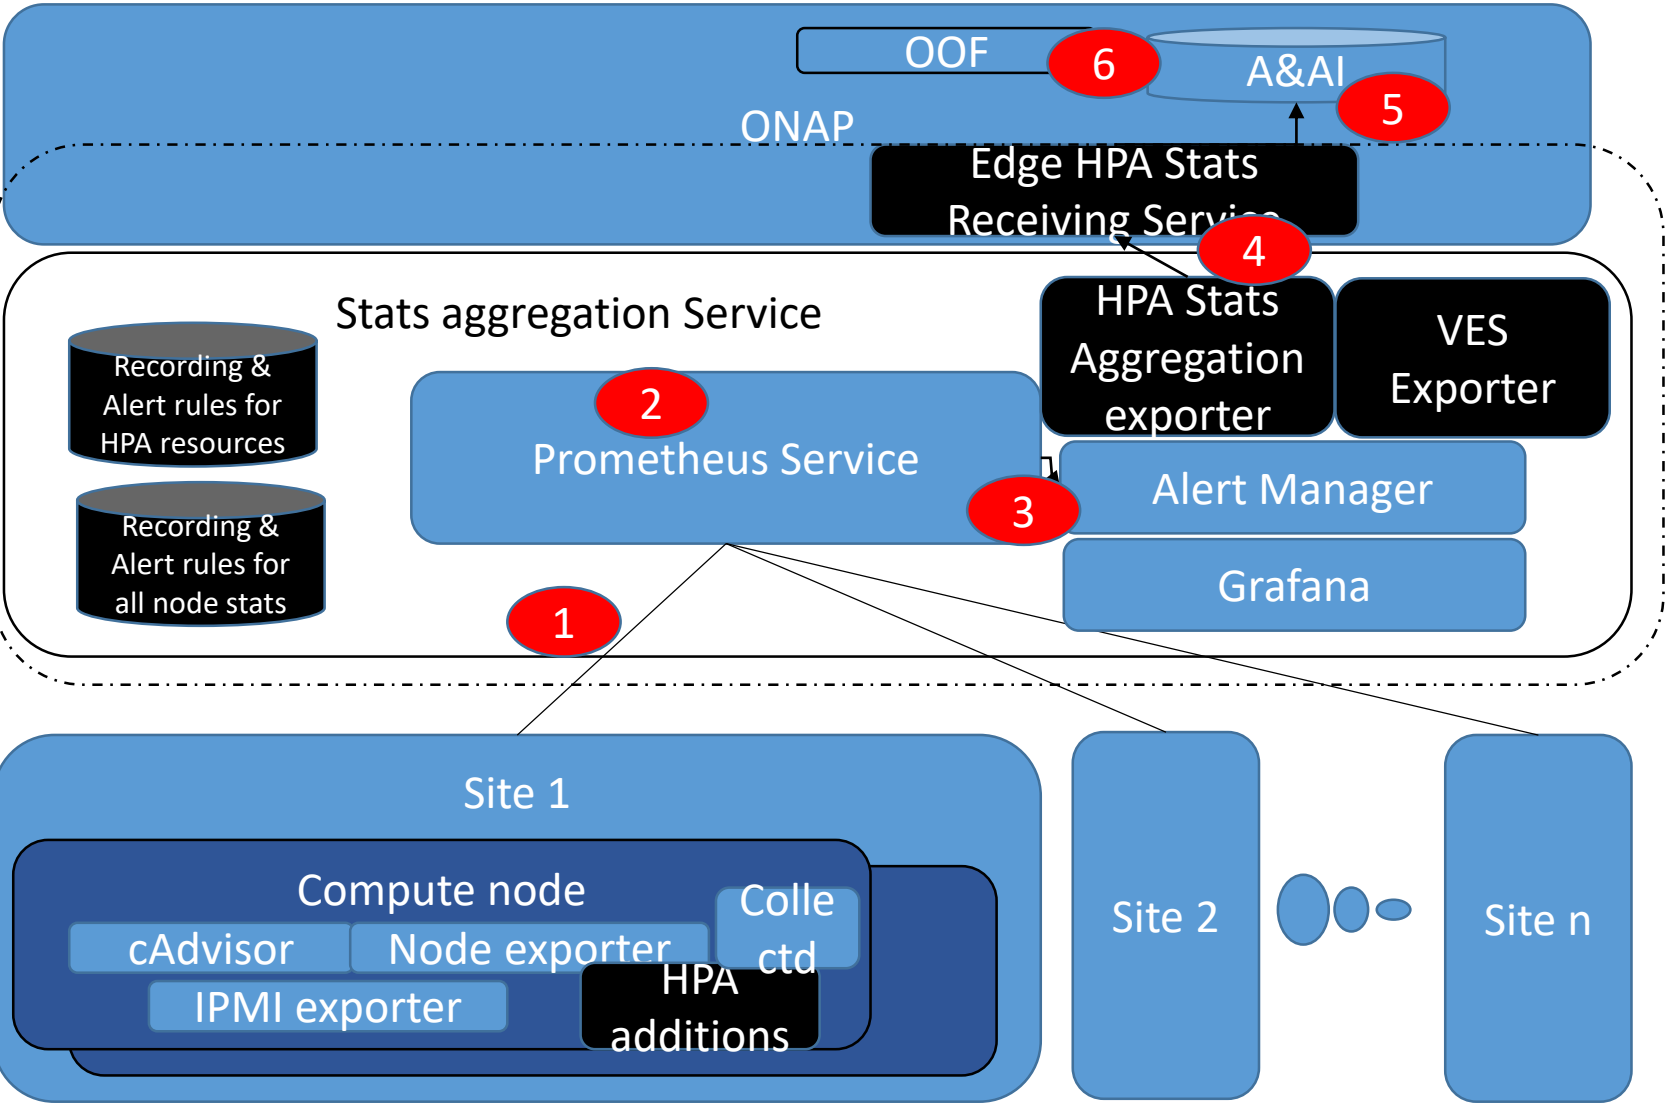 OOF
6
A&AI
5
ONAP
Edge HPA Stats
Receiving Service
4
Stats aggregation Service
HPA Stats
Aggregation
exporter
VES
Exporter
Recording &
Alert rules for
HPA resources
2
Prometheus Service
3
Alert Manager
Recording &
Alert rules for
all node stats
Grafana
1
Site 1
Compute node
Colle
ctd
cAdvisor
Node exporter
IPMI exporter
HPA
additions
Site 2
Site n